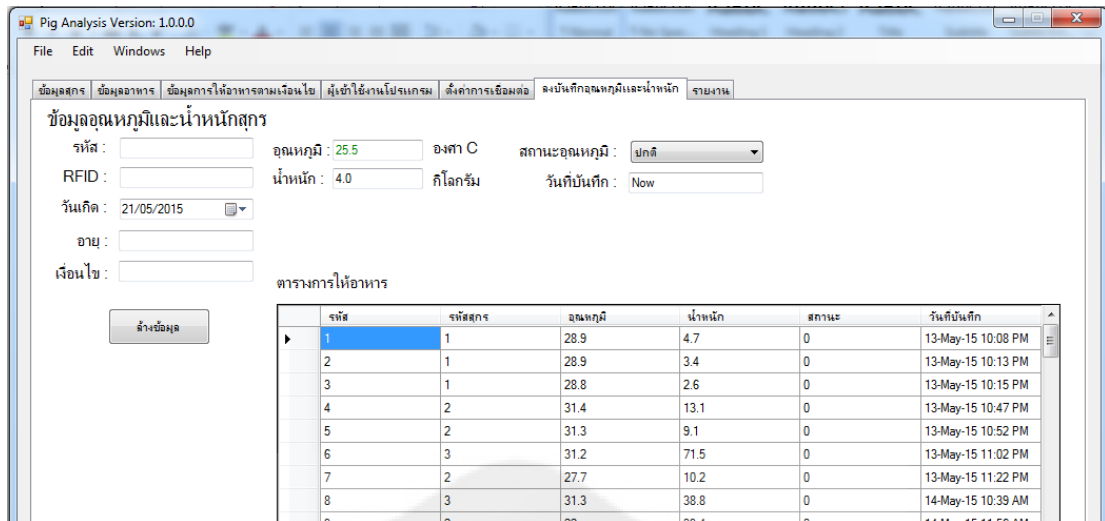 Pig Analysis Version: 1.0.0.0
File Edit Windows Help
ข้อมูลสุกร ข้อมูลอาหาร ข้อมูลการให้อาหารตามเงื่อนไข ผู้เข้าใช้งานโปรแกรม ตั้งค่าการเชื่อมต่อ ลงบันทึกอุณหภูมิและน้ำหนัก รายงาน
ข้อมูลอุณหภูมิและน้ำหนักสุกร
รหัส : อุณหภูมิ : 25.5 องศา C สถานะอุณหภูมิ : ปกติ
RFID : น้ำหนัก : 4.0 กิโลกรัม วันที่บันทึก : Now
วันเกิด : 21/05/2015
อายุ :
เงื่อนไข :
ตารางการให้อาหาร
ล้างข้อมูล
รหัส รหัสสุกร อุณหภูมิ น้ำหนัก สถานะ วันที่บันทึก
1 1 28.9 4.7 0 13-May-15 10:08 PM
2 1 28.9 3.4 0 13-May-15 10:13 PM
3 1 28.8 2.6 0 13-May-15 10:15 PM
4 2 31.4 13.1 0 13-May-15 10:47 PM
5 2 31.3 9.1 0 13-May-15 10:52 PM
6 3 31.2 71.5 0 13-May-15 11:02 PM
7 2 27.7 10.2 0 13-May-15 11:22 PM
8 3 31.3 38.8 0 14-May-15 10:39 AM